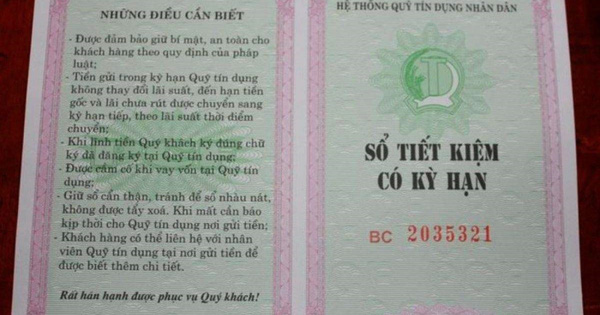 NHỮNG ĐIỀU CẦN BIẾT
- Được đảm bảo giữ bí mật, an toàn cho
khách hàng theo quy định của pháp
luật;
- Tiền gửi trong kỳ hạn Quỹ tín dụng
không thay đổi lãi suất, đến hạn tiền
gốc và lãi chưa rút được chuyển sang
kỳ hạn tiếp, theo lãi suất thời điểm
chuyển;
- Khi lĩnh tiền Quý khách ký đúng chữ
ký đã đăng ký tại Quỹ tín dụng;
- Được cầm cố khi vay vốn tại Quỹ tín
dụng;
- Giữ sổ cẩn thận, tránh để sổ nhàu nát,
không được tẩy xoá. Khi mất cần báo
kịp thời cho Quỹ tín dụng nơi gửi tiền;
- Khách hàng có thể liên hệ với nhân
viên Quỹ tín dụng tại nơi gửi tiền để
được biết thêm chi tiết.
Rất hân hạnh được phục vụ Quý khách!
HỆ THỐNG QUỸ TÍN DỤNG NHÂN DÂN
SỔ TIẾT KIỆM
CÓ KỲ HẠN
BC 2035321